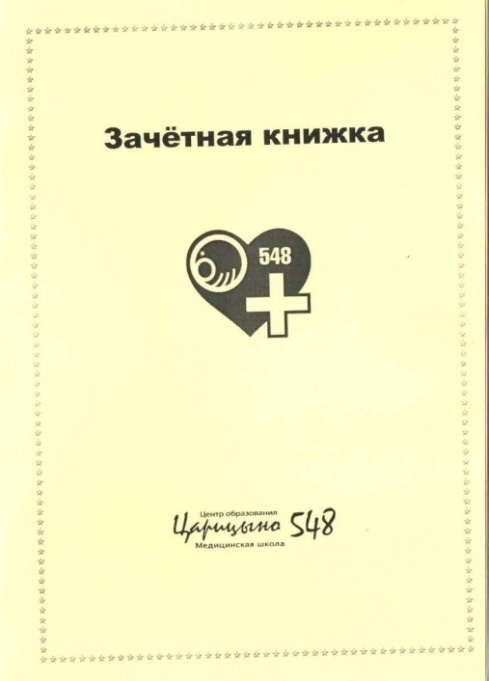 Зачётная книжка
548
Центр образования
Царицыно 548
Медицинская школа